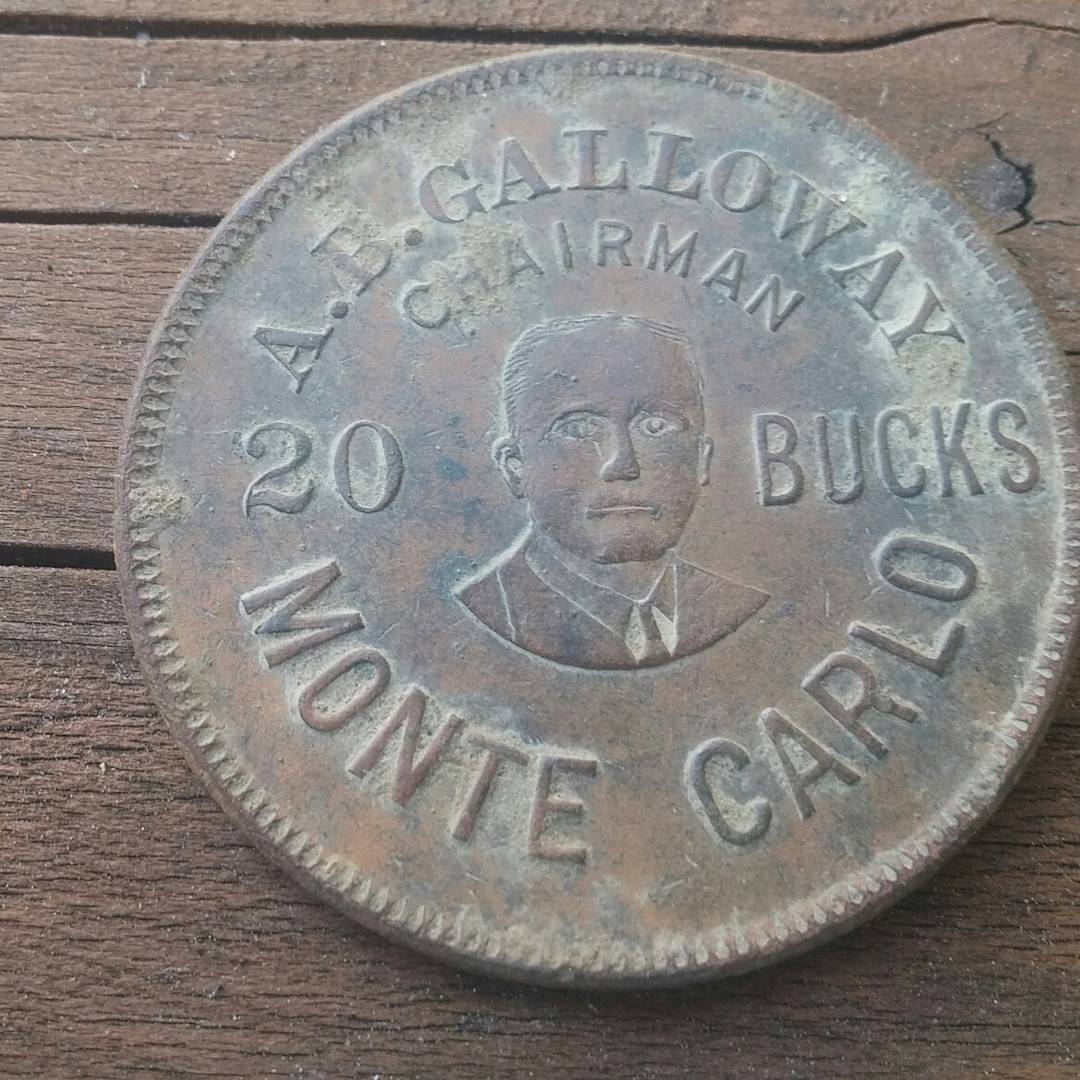 A.B. GALLOWAY
CHAIRMAN
20 BUCKS
MONTE CARLO